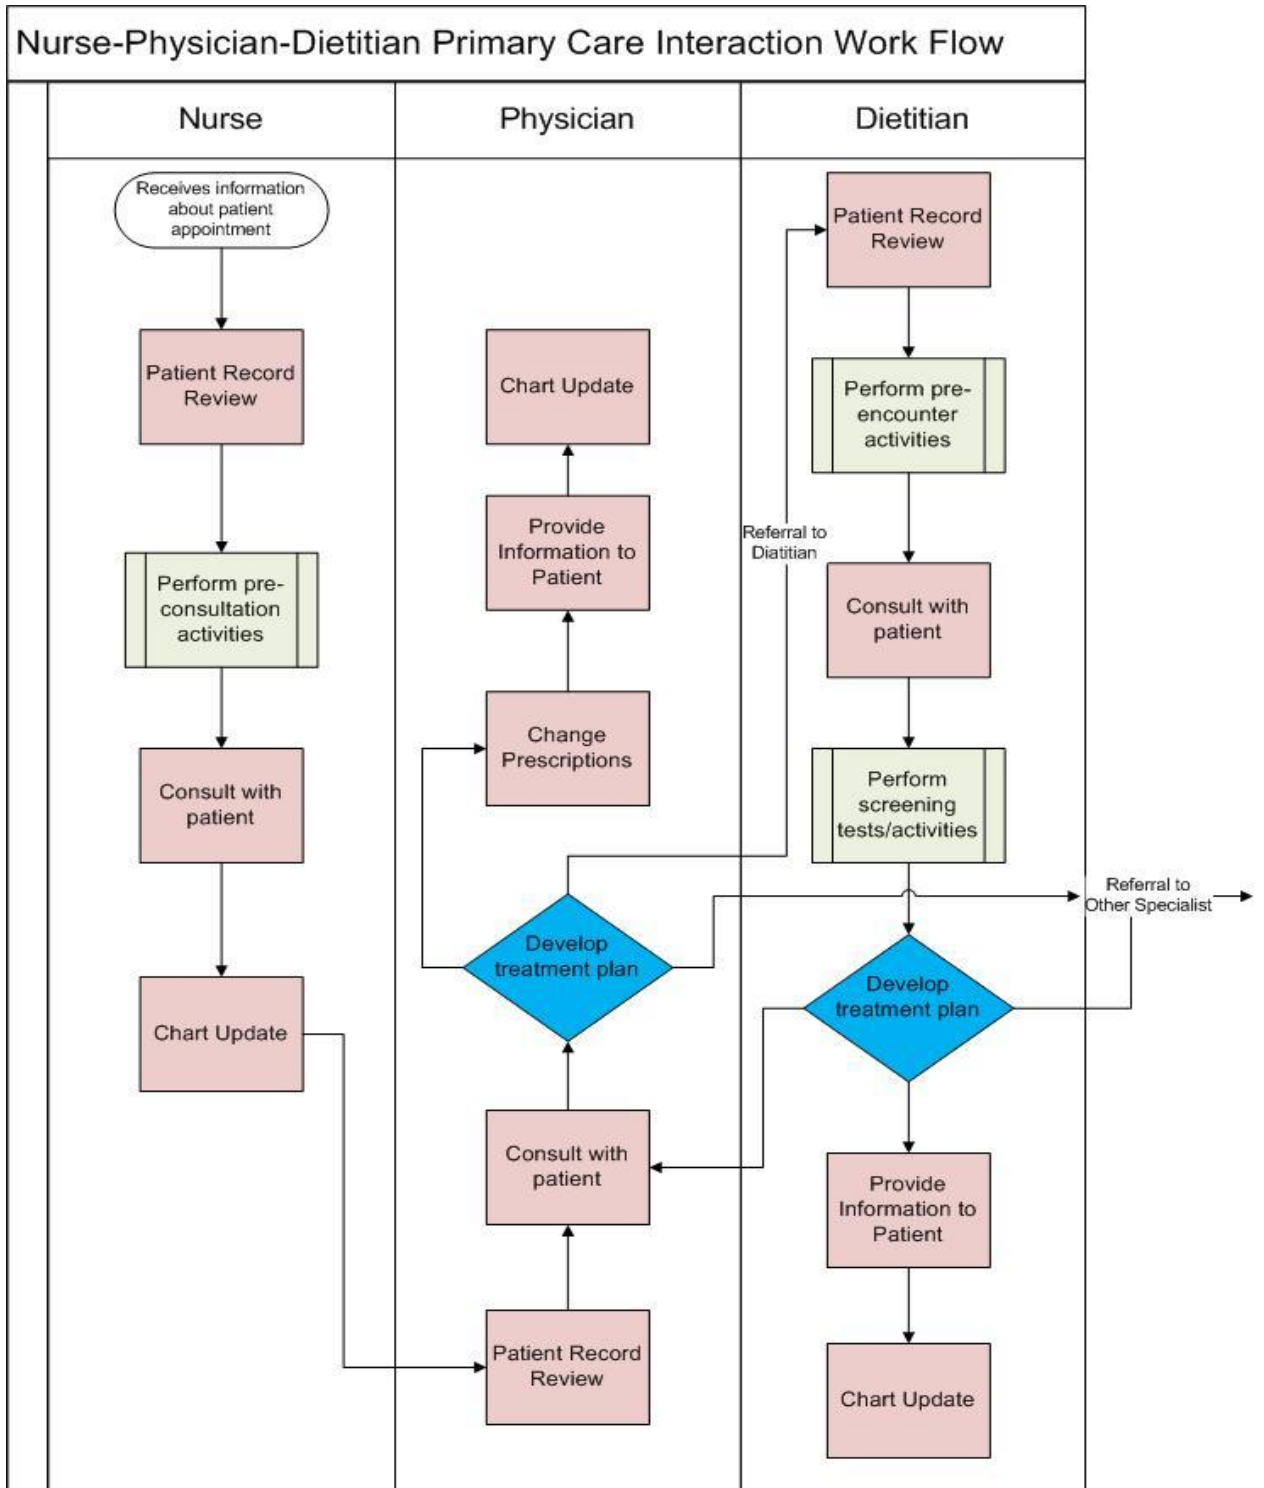 Nurse-Physician-Dietitian Primary Care Interaction Work Flow
Nurse
Physician
Dietitian
Receives information
about patient
appointment
Patient Record
Review
Perform pre-
consultation
activities
Consult with
patient
Chart Update
Chart Update
Provide
Information to
Patient
Change
Prescriptions
Develop
treatment plan
Consult with
patient
Patient Record
Review
Referral to
Diatitian
Patient Record
Review
Perform pre-
encounter
activities
Consult with
patient
Perform
screening
tests/activities
Referral to
Other Specialist
Develop
treatment plan
Provide
Information to
Patient
Chart Update